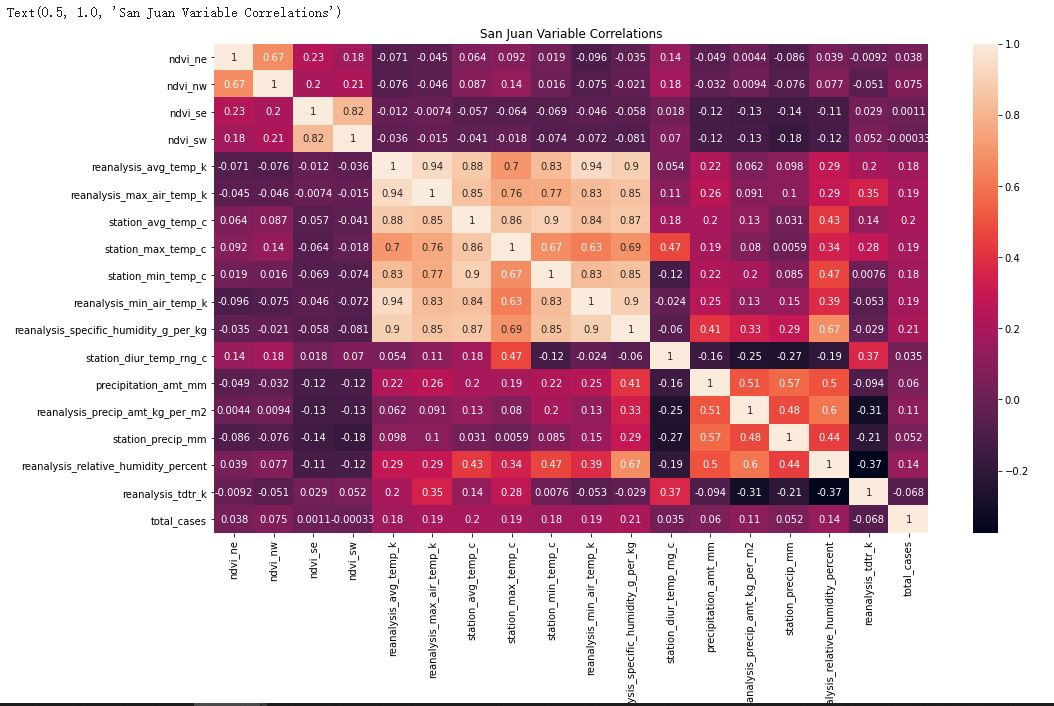 Text(0.5, 1.0, 'San Juan Variable Correlations')
San Juan Variable Correlations
ndvi_ne 1 0.67 0.23 0.18 -0.071 -0.045 0.064 0.092 0.019 -0.096 -0.035 0.14 -0.049 0.0044 -0.086 0.039 -0.0092 0.038
ndvi_nw 0.67 1 0.2 0.21 -0.076 -0.046 0.087 0.14 0.016 -0.075 -0.021 0.18 -0.032 0.0094 -0.076 0.077 -0.051 0.075
ndvi_se 0.23 0.2 1 0.82 -0.012 -0.0074 -0.057 -0.064 -0.069 -0.046 -0.058 0.018 -0.12 -0.13 -0.14 -0.11 0.029 0.0011
ndvi_sw 0.18 0.21 0.82 1 -0.036 -0.015 -0.041 -0.018 -0.074 -0.072 -0.081 0.07 -0.12 -0.13 -0.18 -0.12 0.052 -0.00033
reanalysis_avg_temp_k -0.071 -0.076 -0.012 -0.036 1 0.94 0.88 0.7 0.83 0.94 0.9 0.054 0.22 0.062 0.098 0.29 0.2 0.18
reanalysis_max_air_temp_k -0.045 -0.046 -0.0074 -0.015 0.94 1 0.85 0.76 0.77 0.83 0.85 0.11 0.26 0.091 0.1 0.29 0.35 0.19
station_avg_temp_c 0.064 0.087 -0.057 -0.041 0.88 0.85 1 0.86 0.9 0.84 0.87 0.18 0.2 0.13 0.031 0.43 0.14 0.2
station_max_temp_c 0.092 0.14 -0.064 -0.018 0.7 0.76 0.86 1 0.67 0.63 0.69 0.47 0.19 0.08 0.0059 0.34 0.28 0.19
station_min_temp_c 0.019 0.016 -0.069 -0.074 0.83 0.77 0.9 0.67 1 0.83 0.85 -0.12 0.22 0.2 0.085 0.47 0.0076 0.18
reanalysis_min_air_temp_k -0.096 -0.075 -0.046 -0.072 0.94 0.83 0.84 0.63 0.83 1 0.9 -0.024 0.25 0.13 0.15 0.39 -0.053 0.19
reanalysis_specific_humidity_g_per_kg -0.035 -0.021 -0.058 -0.081 0.9 0.85 0.87 0.69 0.85 0.9 1 -0.06 0.41 0.33 0.29 0.67 -0.029 0.21
station_diur_temp_rng_c 0.14 0.18 0.018 0.07 0.054 0.11 0.18 0.47 -0.12 -0.024 -0.06 1 -0.16 -0.25 -0.27 -0.19 0.37 0.035
precipitation_amt_mm -0.049 -0.032 -0.12 -0.12 0.22 0.26 0.2 0.19 0.22 0.25 0.41 -0.16 1 0.51 0.57 0.5 -0.094 0.06
reanalysis_precip_amt_kg_per_m2 0.0044 0.0094 -0.13 -0.13 0.062 0.091 0.13 0.08 0.2 0.13 0.33 -0.25 0.51 1 0.48 0.6 -0.31 0.11
station_precip_mm -0.086 -0.076 -0.14 -0.18 0.098 0.1 0.031 0.0059 0.085 0.15 0.29 -0.27 0.57 0.48 1 0.44 -0.21 0.052
reanalysis_relative_humidity_percent 0.039 0.077 -0.11 -0.12 0.29 0.29 0.43 0.34 0.47 0.39 0.67 -0.19 0.5 0.6 0.44 1 -0.37 0.14
reanalysis_tdtr_k -0.0092 -0.051 0.029 0.052 0.2 0.35 0.14 0.28 0.0076 -0.053 -0.029 0.37 -0.094 -0.31 -0.21 -0.37 1 -0.068
total_cases 0.038 0.075 0.0011 -0.00033 0.18 0.19 0.2 0.19 0.18 0.19 0.21 0.035 0.06 0.11 0.052 0.14 -0.068 1
ndvi_ne
ndvi_nw
ndvi_se
ndvi_sw
reanalysis_avg_temp_k
reanalysis_max_air_temp_k
station_avg_temp_c
station_max_temp_c
station_min_temp_c
reanalysis_min_air_temp_k
ysis_specific_humidity_g_per_kg
station_diur_temp_rng_c
precipitation_amt_mm
analysis_precip_amt_kg_per_m2
station_precip_mm
alysis_relative_humidity_percent
reanalysis_tdtr_k
total_cases
1.0
0.8
0.6
0.4
0.2
0.0
−0.2